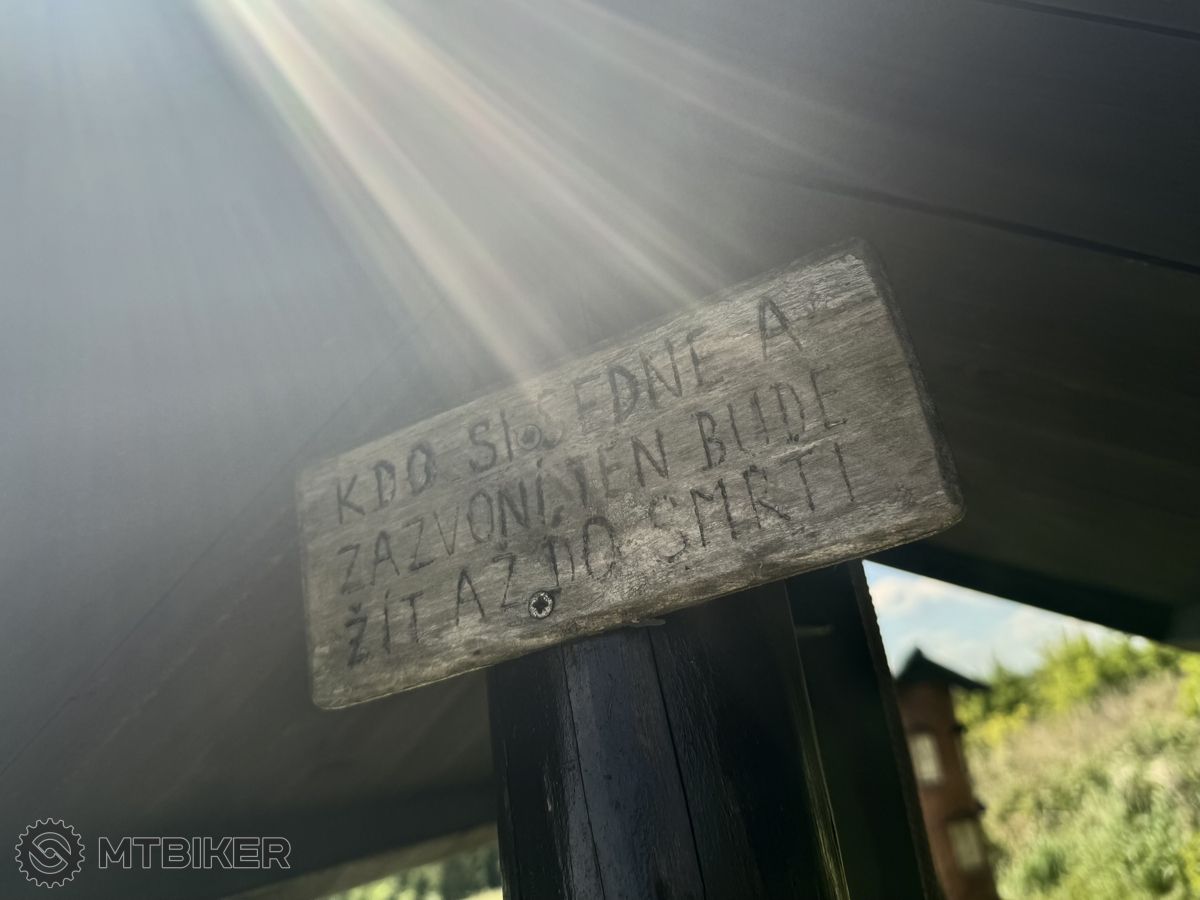 KDO SI SEDNE A
ZAZVONÍ, TEN BUDE
ŽÍT AŽ DO SMRTI
MTBIKER